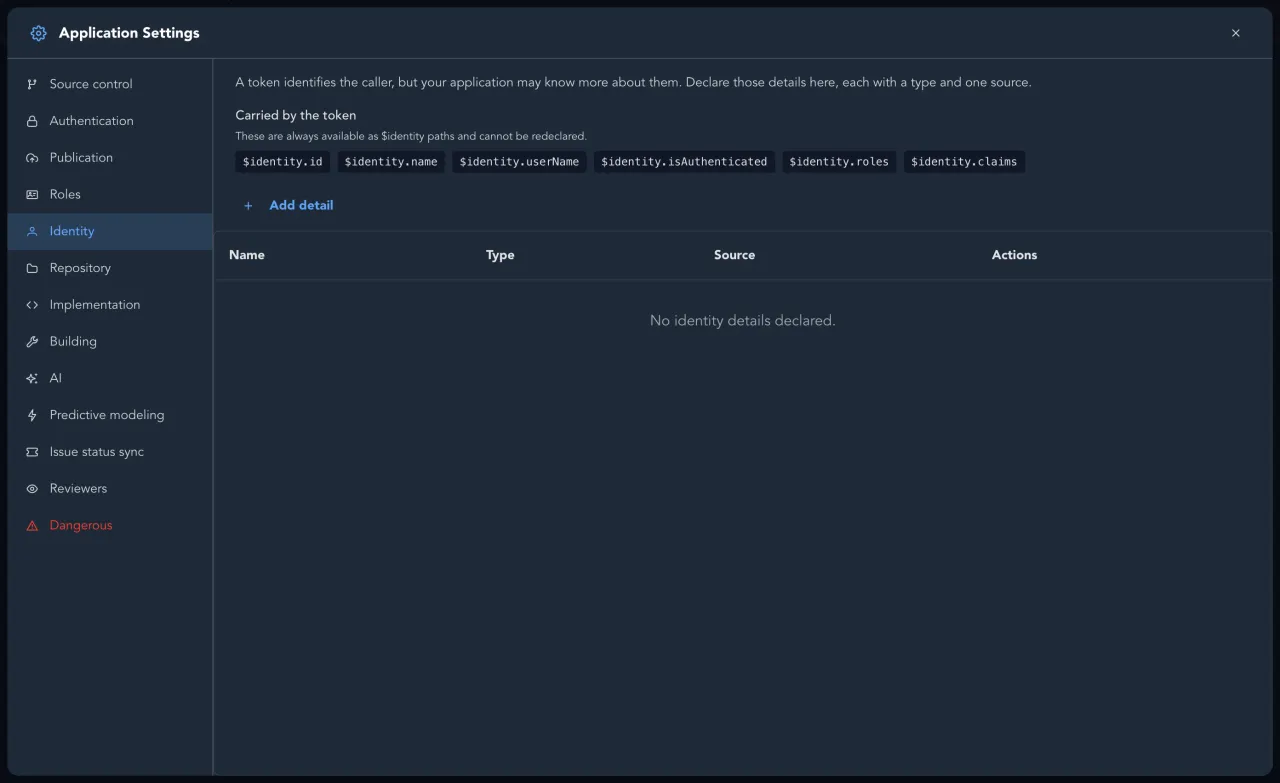 Application Settings
Source control
Authentication
Publication
Roles
Identity
Repository
Implementation
Building
AI
Predictive modeling
Issue status sync
Reviewers
Dangerous
A token identifies the caller, but your application may know more about them. Declare those details here, each with a type and one source.
Carried by the token
These are always available as $identity paths and cannot be redeclared.
$identity.id $identity.name $identity.userName $identity.isAuthenticated $identity.roles $identity.claims
+ Add detail
Name Type Source Actions
No identity details declared.